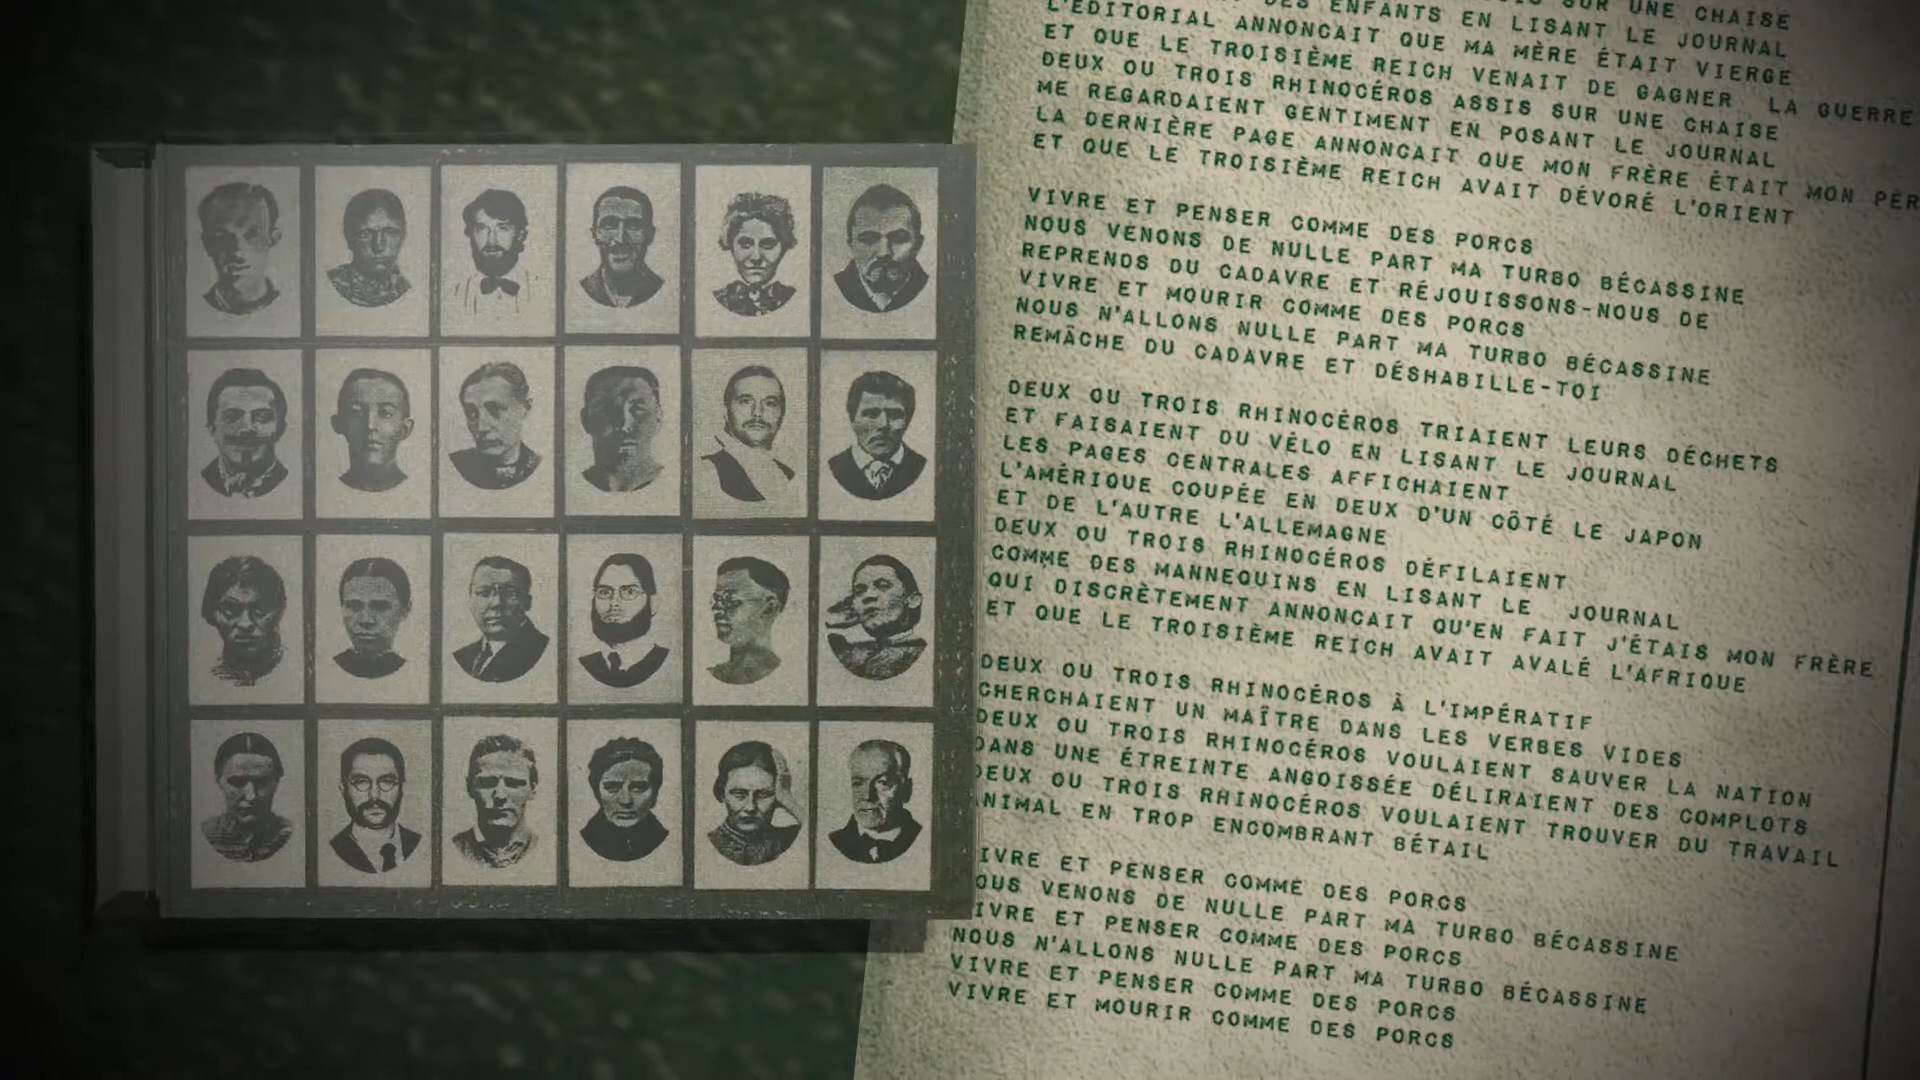 SUR UNE CHAISE
DES ENFANTS EN LISANT LE JOURNAL
L'ÉDITORIAL ANNONCAIT QUE MA MÈRE ÉTAIT VIERGE
ET QUE LE TROISIÈME REICH VENAIT DE GAGNER LA GUERRE
DEUX OU TROIS RHINOCÉROS ASSIS SUR UNE CHAISE
ME REGARDAIENT GENTIMENT EN POSANT LE JOURNAL
LA DERNIÈRE PAGE ANNONCAIT QUE MON FRÈRE ÉTAIT MON PÈR
ET QUE LE TROISIÈME REICH AVAIT DÉVORÉ L'ORIENT
VIVRE ET PENSER COMME DES PORCS
NOUS VENONS DE NULLE PART MA TURBO BÉCASSINE
REPRENDS DU CADAVRE ET RÉJOUISSONS-NOUS DE
VIVRE ET MOURIR COMME DES PORCS
NOUS N'ALLONS NULLE PART MA TURBO BÉCASSINE
REMÂCHE DU CADAVRE ET DÉSHABILLE-TOI
DEUX OU TROIS RHINOCÉROS TRIAIENT LEURS DÉCHETS
ET FAISAIENT DU VÉLO EN LISANT LE JOURNAL
LES PAGES CENTRALES AFFICHAIENT
L'AMÉRIQUE COUPÉE EN DEUX D'UN CÔTÉ LE JAPON
ET DE L'AUTRE L'ALLEMAGNE
DEUX OU TROIS RHINOCÉROS DÉFILAIENT
COMME DES MANNEQUINS EN LISANT LE JOURNAL
QUI DISCRÈTEMENT ANNONCAIT QU'EN FAIT J'ÉTAIS MON FRÈRE
ET QUE LE TROISIÈME REICH AVAIT AVALÉ L'AFRIQUE
DEUX OU TROIS RHINOCÉROS À L'IMPÉRATIF
CHERCHAIENT UN MAÎTRE DANS LES VERBES VIDES
DEUX OU TROIS RHINOCÉROS VOULAIENT SAUVER LA NATION
DANS UNE ÉTREINTE ANGOISSÉE DÉLIRAIENT DES COMPLOTS
DEUX OU TROIS RHINOCÉROS VOULAIENT TROUVER DU TRAVAIL
ANIMAL EN TROP ENCOMBRANT BÉTAIL
IVRE ET PENSER COMME DES PORCS
OUS VENONS DE NULLE PART MA TURBO BÉCASSINE
IVRE ET PENSER COMME DES PORCS
NOUS N'ALLONS NULLE PART MA TURBO BÉCASSINE
VIVRE ET PENSER COMME DES PORCS
VIVRE ET MOURIR COMME DES PORCS